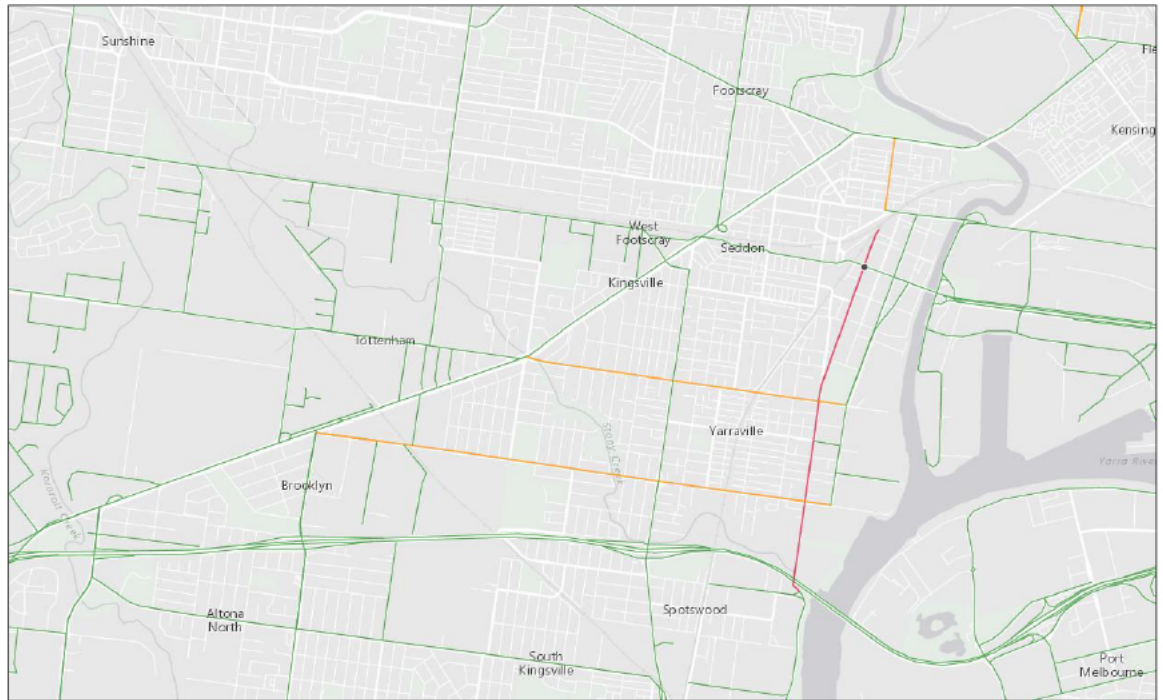 Sunshine
Footscray
Kensing
West
Footscray
Seddon
Kingsville
Tottenham
Stony Creek
Yarraville
Yarra River
Kororoit Creek
Brooklyn
Altona
North
Spotswood
South
Kingsville
Port
Melbourne